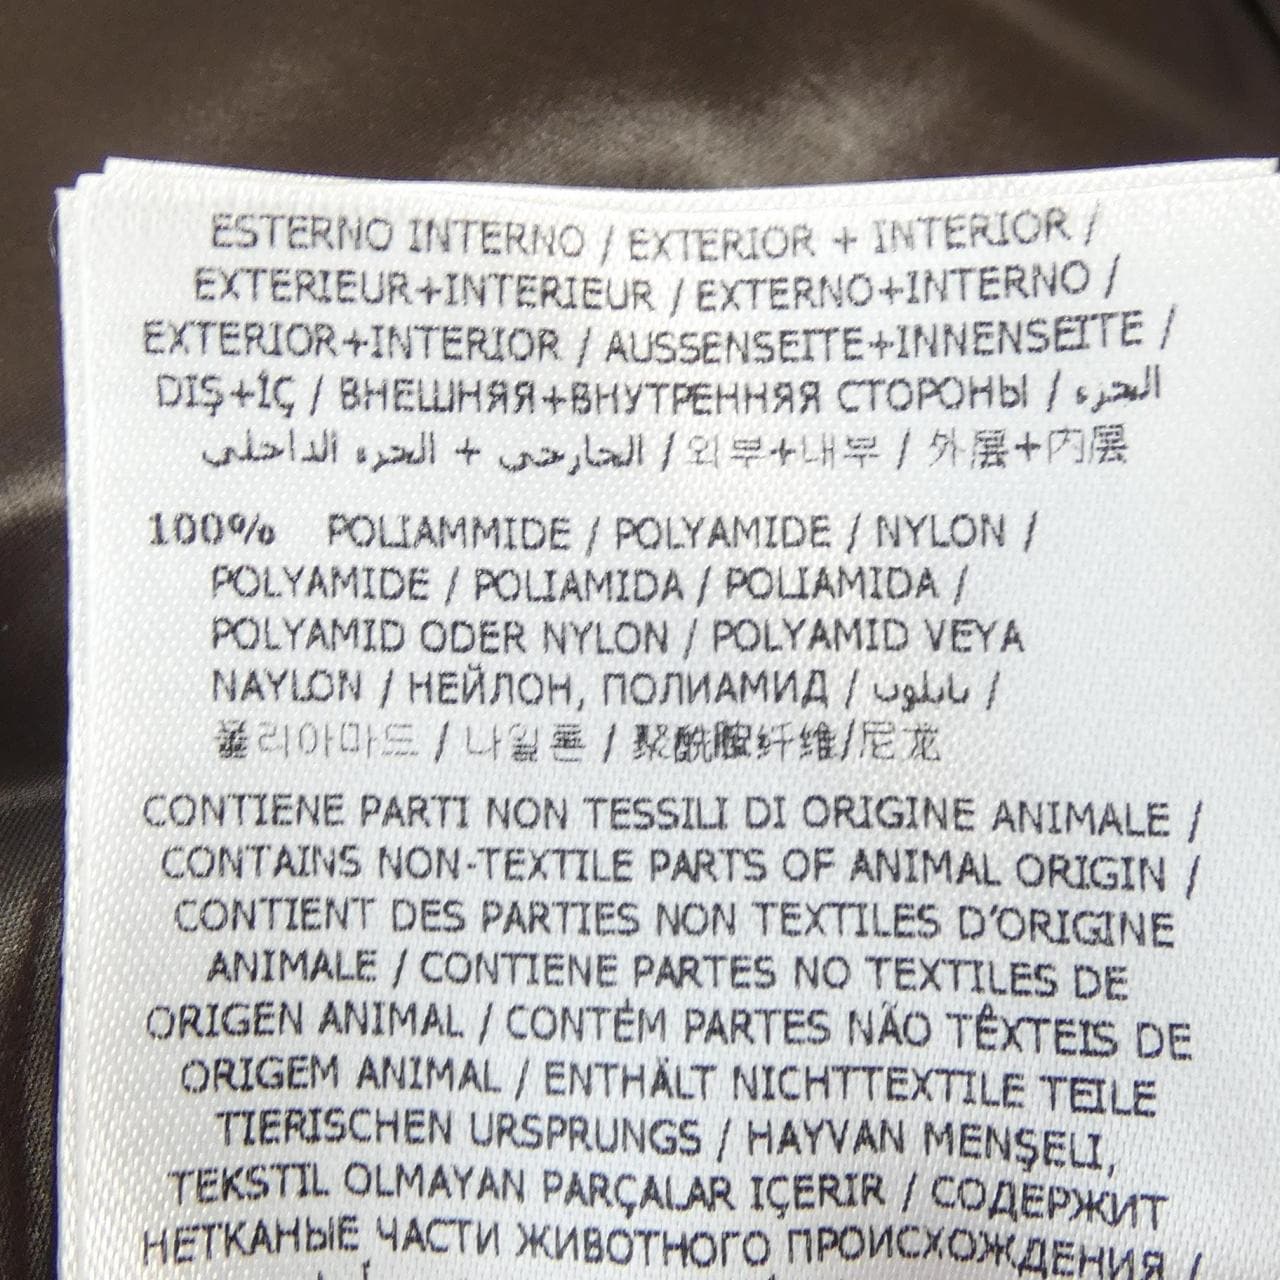 ESTERNO INTERNO / EXTERIOR + INTERIOR /
EXTERIEUR+INTERIEUR / EXTERNO+INTERNO /
EXTERIOR+INTERIOR / AUSSENSEITE+INNENSEITE /
DIŞ+İÇ / ВНЕШНЯЯ+ВНУТРЕННЯЯ СТОРОНЫ / الجزء
الخارجي + الجزء الداخلي / 외부+내부 / 外层+内层
100% POLIAMMIDE / POLYAMIDE / NYLON /
POLYAMIDE / POLIAMIDA / POLIAMIDA /
POLYAMID ODER NYLON / POLYAMID VEYA
NAYLON / НЕЙЛОН, ПОЛИАМИД / نايلون /
폴리아마드 / 나일론 / 聚酰胺纤维/尼龙
CONTIENE PARTI NON TESSILI DI ORIGINE ANIMALE /
CONTAINS NON-TEXTILE PARTS OF ANIMAL ORIGIN /
CONTIENT DES PARTIES NON TEXTILES D'ORIGINE
ANIMALE / CONTIENE PARTES NO TEXTILES DE
ORIGEN ANIMAL / CONTÉM PARTES NÃO TÊXTEIS DE
ORIGEM ANIMAL / ENTHÄLT NICHTTEXTILE TEILE
TIERISCHEN URSPRUNGS / HAYVAN MENŞELI,
TEKSTIL OLMAYAN PARÇALAR IÇERIR / СОДЕРЖИТ
НЕТКАНЫЕ ЧАСТИ ЖИВОТНОГО ПРОИСХОЖДЕНИЯ /